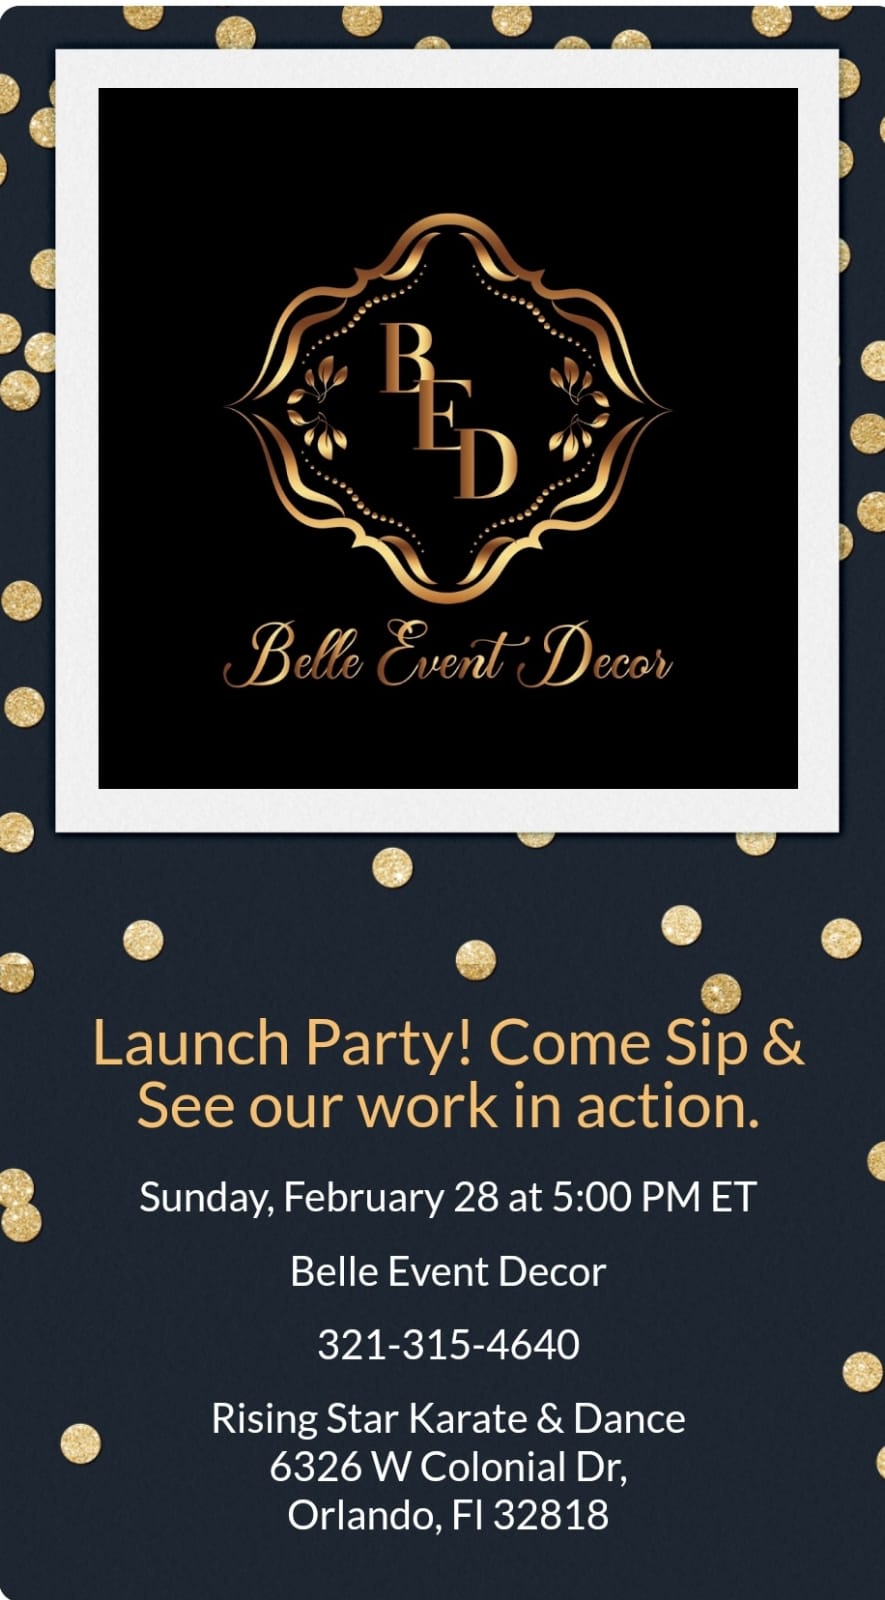 B
E
D
Belle Event Decor
Launch Party! Come Sip &
See our work in action.
Sunday, February 28 at 5:00 PM ET
Belle Event Decor
321-315-4640
Rising Star Karate & Dance
6326 W Colonial Dr,
Orlando, Fl 32818